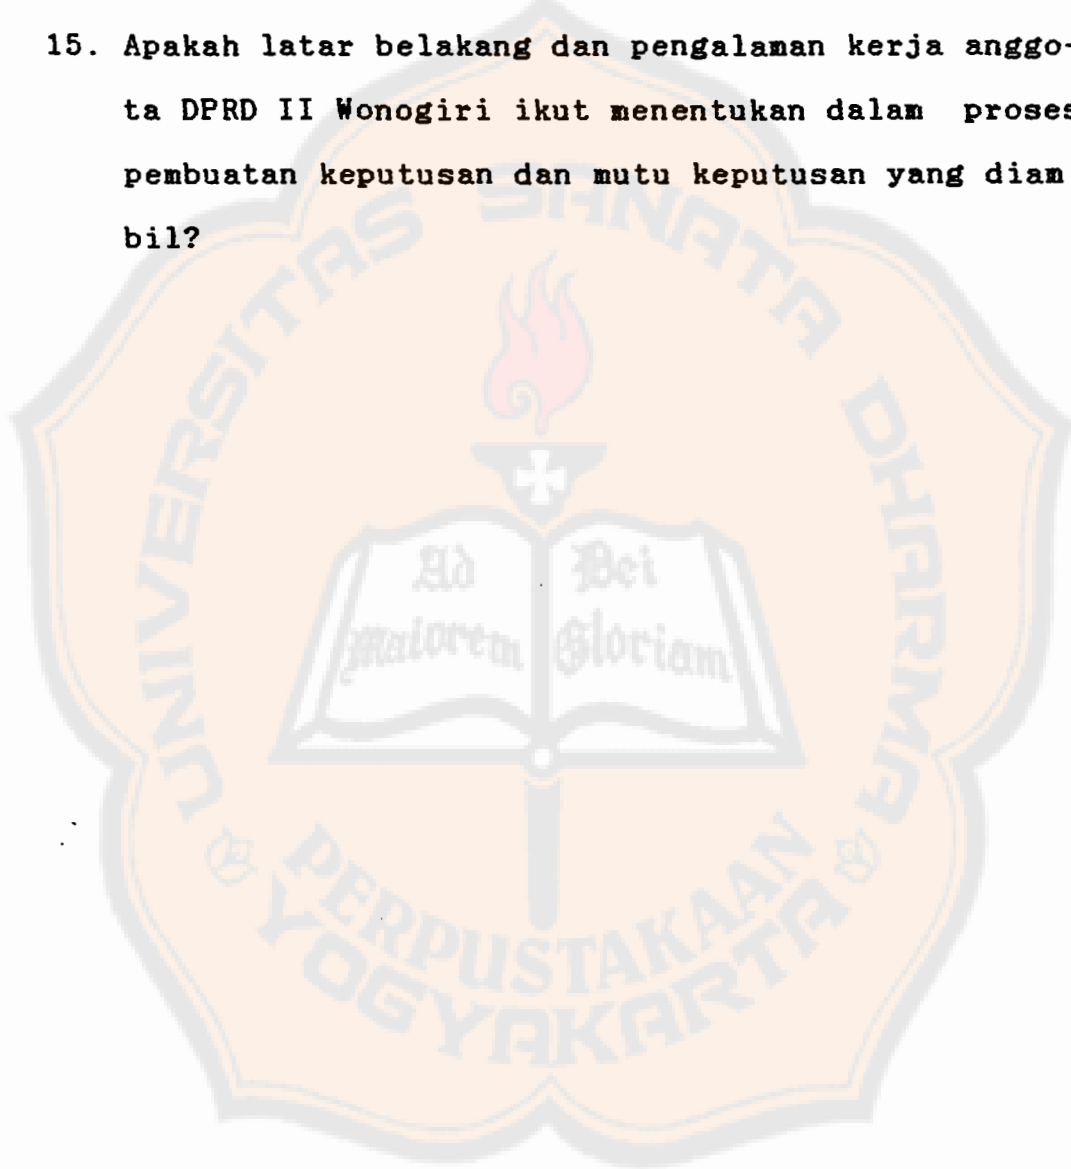 15. Apakah latar belakang dan pengalaman kerja anggo-
ta DPRD II Wonogiri ikut menentukan dalam proses
pembuatan keputusan dan mutu keputusan yang diam
bil?
UNIVERSITAS SANATA DHARMA
Ad Dei
Maiorem Gloriam
PERPUSTAKAAN
YOGYAKARTA